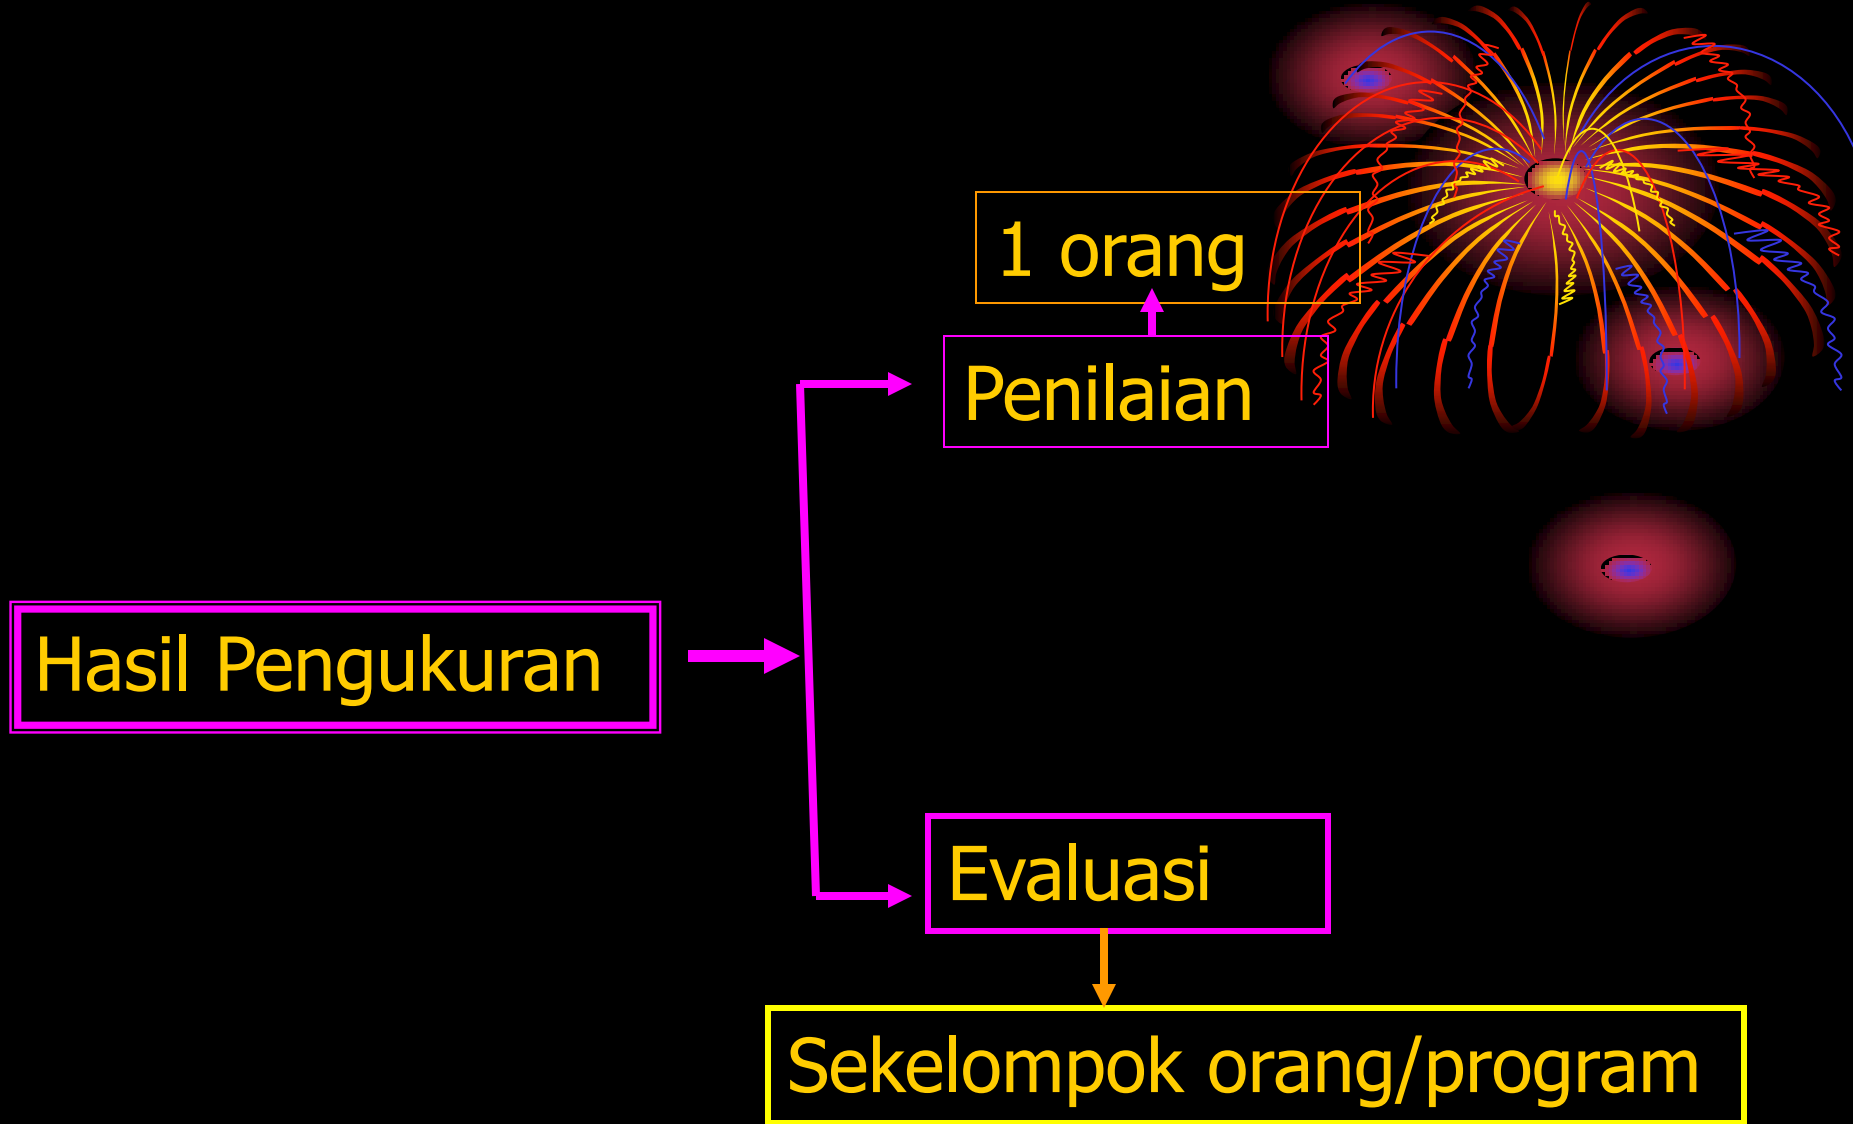 1 orang
Penilaian
Hasil Pengukuran
Evaluasi
Sekelompok orang/program